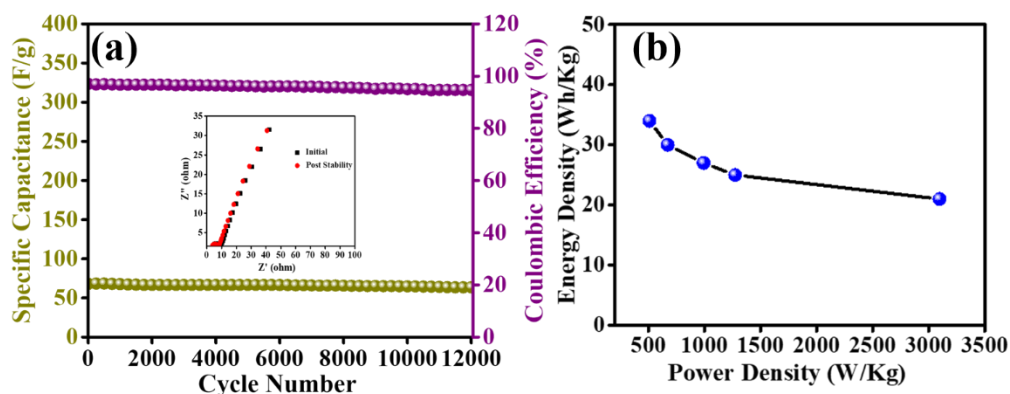 (a)
Specific Capacitance (F/g)
400
350
300
250
200
150
100
50
0
0 2000 4000 6000 8000 10000 12000
Cycle Number
120
100
80
60
40
20
0
Coulombic Efficiency (%)
35
30
25
20
15
10
5
Z'' (ohm)
Initial
Post Stability
0 10 20 30 40 50 60 70 80 90 100
Z' (ohm)
(b)
Energy Density (Wh/Kg)
50
40
30
20
10
0
500 1000 1500 2000 2500 3000 3500
Power Density (W/Kg)